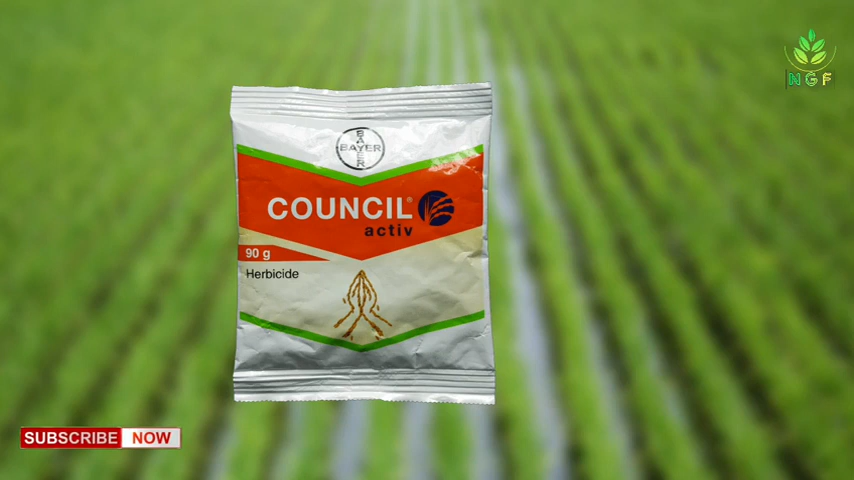 NGF
BAYER
BAYER
COUNCIL®
activ
90 g
Herbicide
SUBSCRIBE NOW